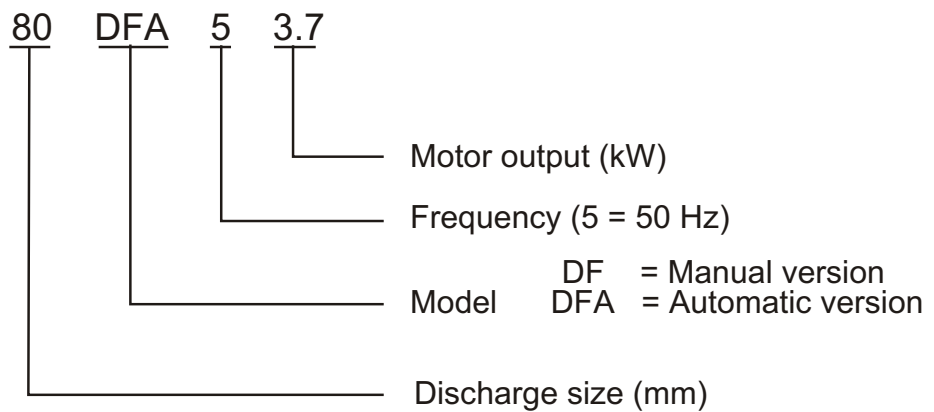 80 DFA 5 3.7
Motor output (kW)
Frequency (5 = 50 Hz)
DF = Manual version
Model DFA = Automatic version
Discharge size (mm)